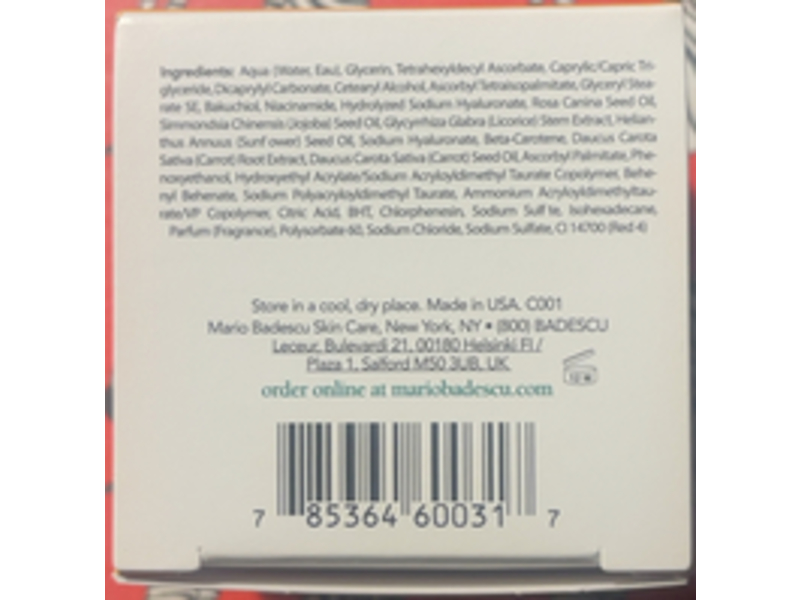 Ingredients: Aqua (Water, Eau), Glycerin, Tetrahexyldecyl Ascorbate, Caprylic/Capric Tri-
glyceride, Dicaprylyl Carbonate, Cetearyl Alcohol, Ascorbyl Tetraisopalmitate, Glyceryl Stea-
rate SE, Bakuchiol, Niacinamide, Hydrolyzed Sodium Hyaluronate, Rosa Canina Seed Oil,
Simmondsia Chinensis (Jojoba) Seed Oil, Glycyrrhiza Glabra (Licorice) Stem Extract, Helian-
thus Annuus (Sunf ower) Seed Oil, Sodium Hyaluronate, Beta-Carotene, Daucus Carota
Sativa (Carrot) Root Extract, Daucus Carota Sativa (Carrot) Seed Oil, Ascorbyl Palmitate, Phe-
noxyethanol, Hydroxyethyl Acrylate/Sodium Acryloyldimethyl Taurate Copolymer, Behe-
nyl Behenate, Sodium Polyacryloyldimethyl Taurate, Ammonium Acryloyldimethyltau-
rate/VP Copolymer, Citric Acid, BHT, Chlorphenesin, Sodium Sulf te, Isohexadecane,
Parfum (Fragrance), Polysorbate 60, Sodium Chloride, Sodium Sulfate, CI 14700 (Red 4)
Store in a cool, dry place. Made in USA. C001
Mario Badescu Skin Care, New York, NY • (800) BADESCU
Leceur, Bulevardi 21, 00180 Helsinki FI /
Plaza 1, Salford M50 3UB, UK
order online at mariobadescu.com
7 85364 60031 7